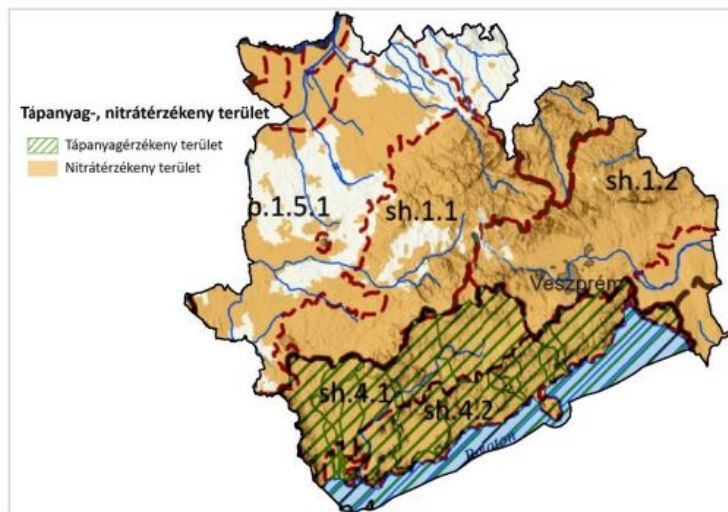 Tápanyag-, nitrátérzékeny terület
Tápanyagérzékeny terület
Nitrátérzékeny terület
p.1.5.1
sh.1.1
sh.1.2
Veszprém
sh.4.1
sh.4.2
Balaton